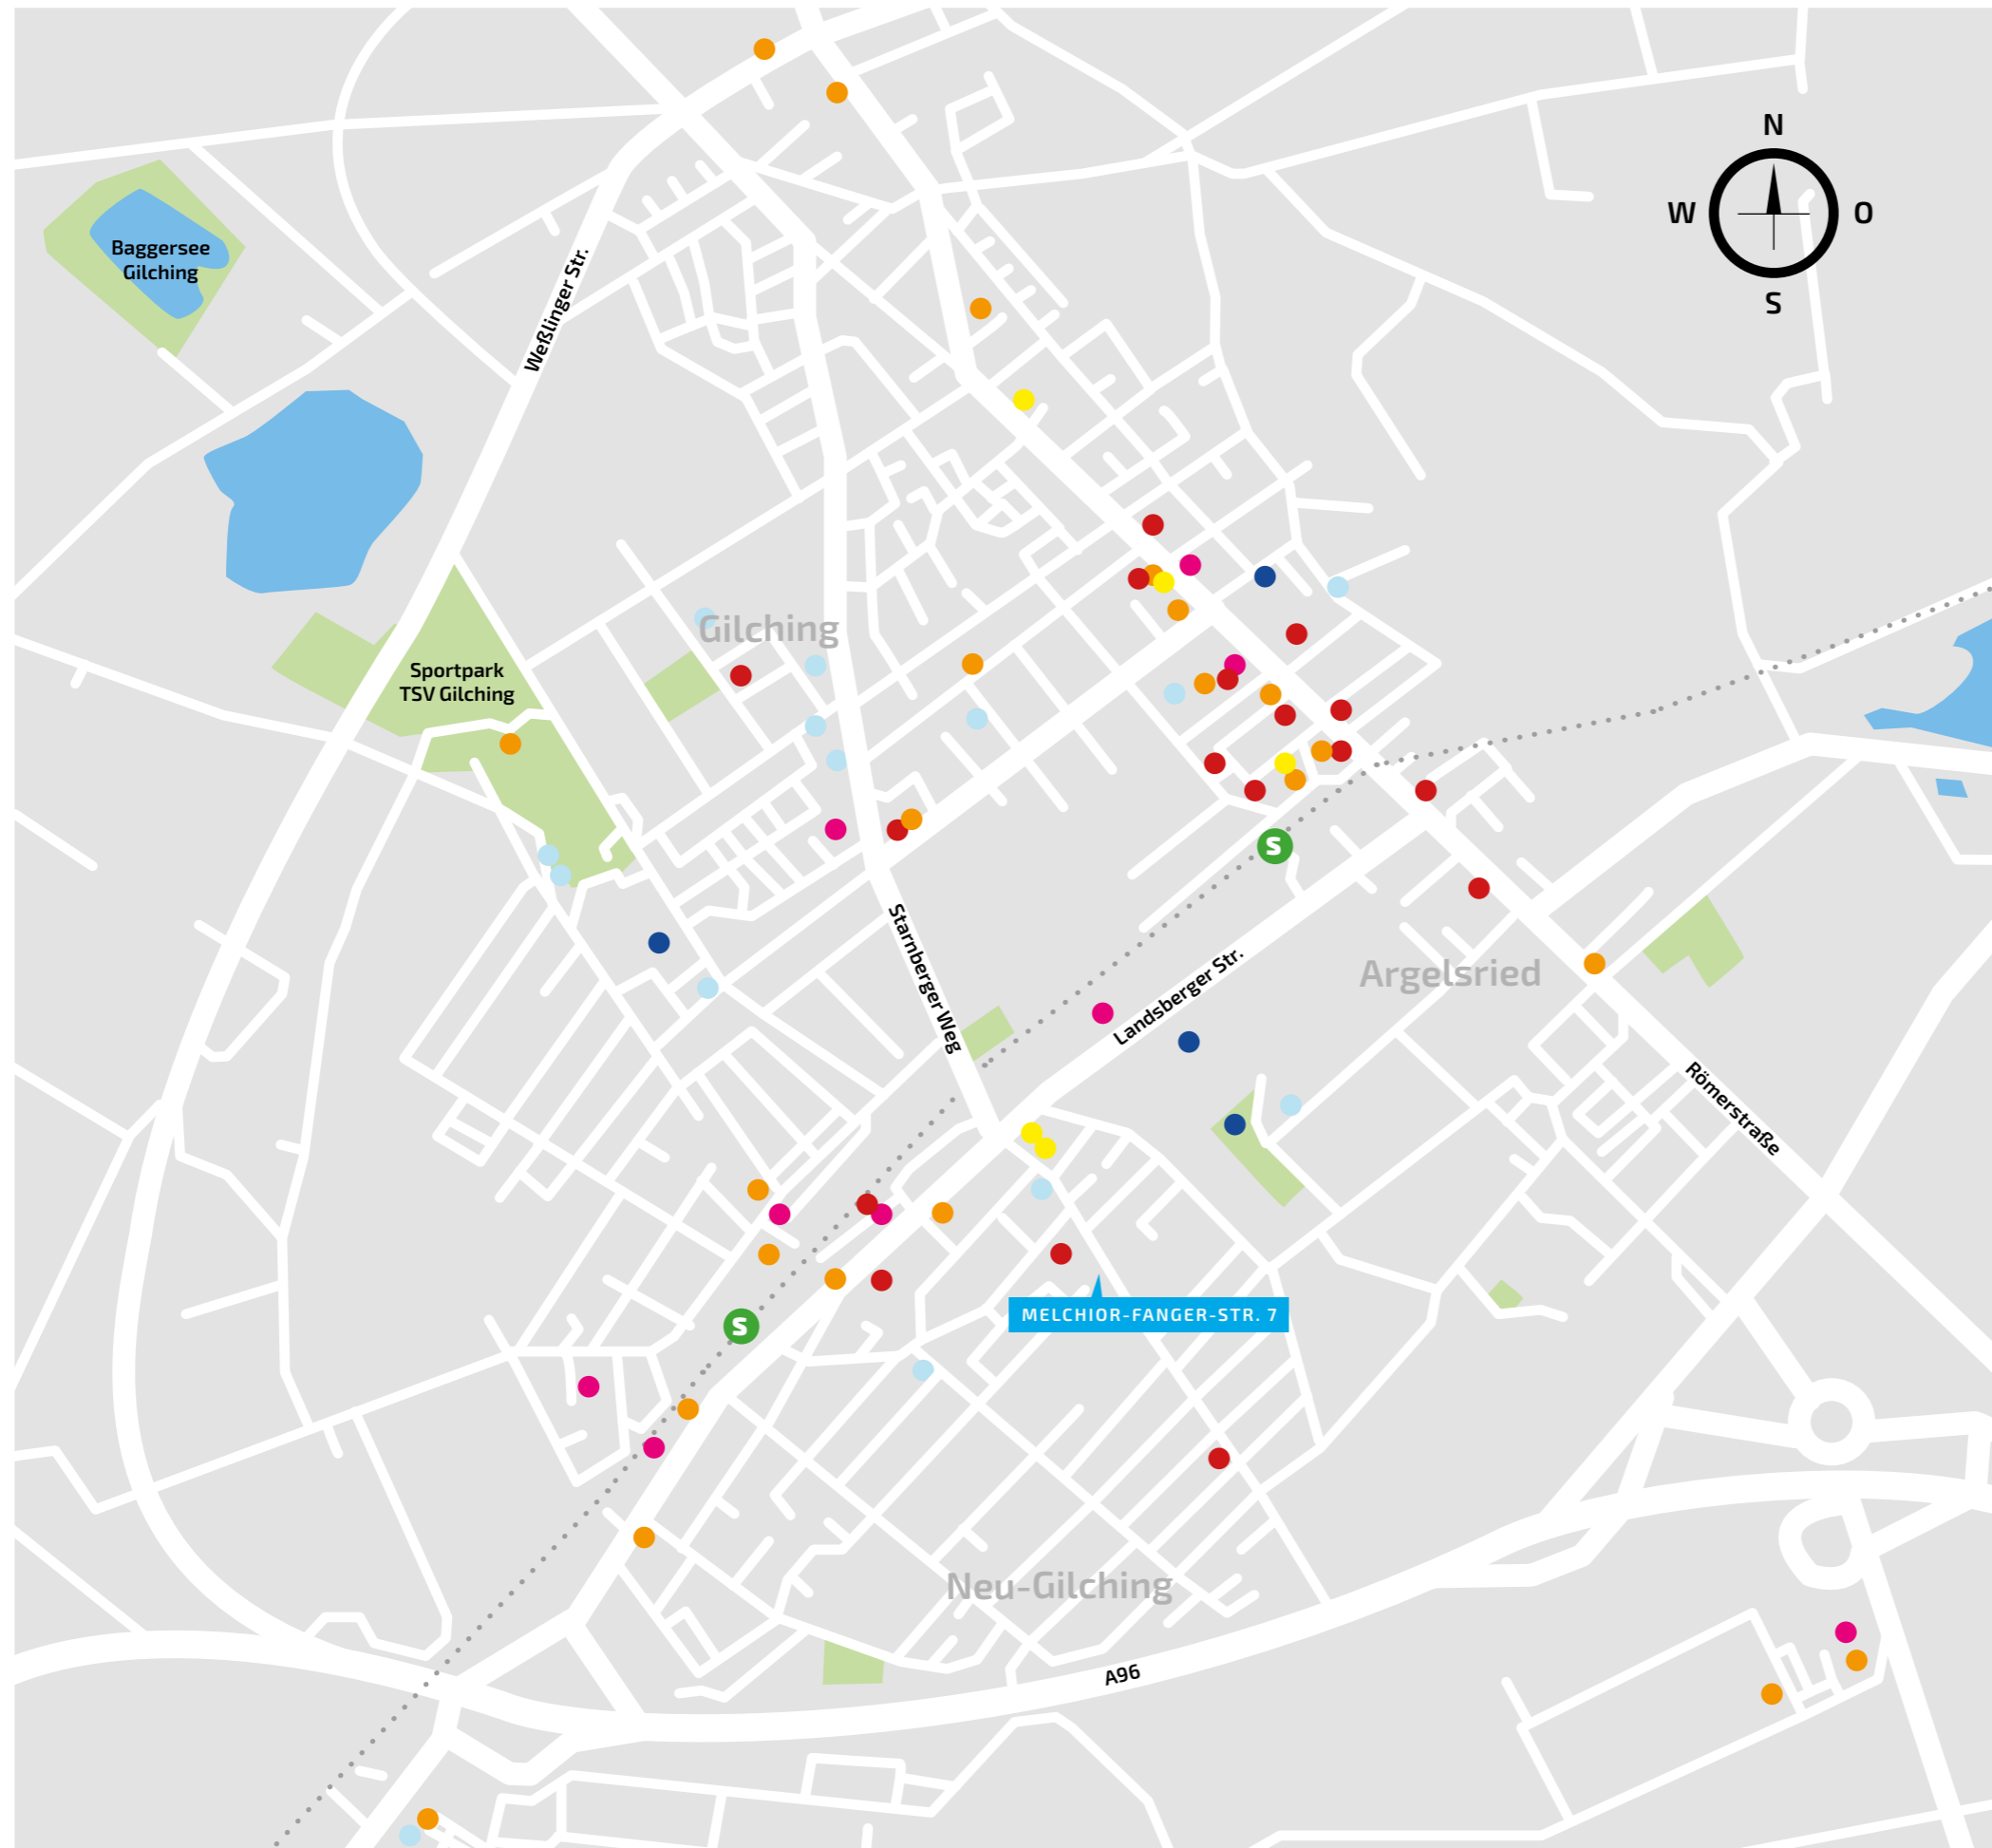 N
W
O
S
Baggersee
Gilching
Weßlinger Str.
Gilching
Sportpark
TSV Gilching
S
Starnberger Weg
Landsberger Str.
Argelsried
Römerstraße
MELCHIOR-FANGER-STR. 7
S
Neu-Gilching
A96